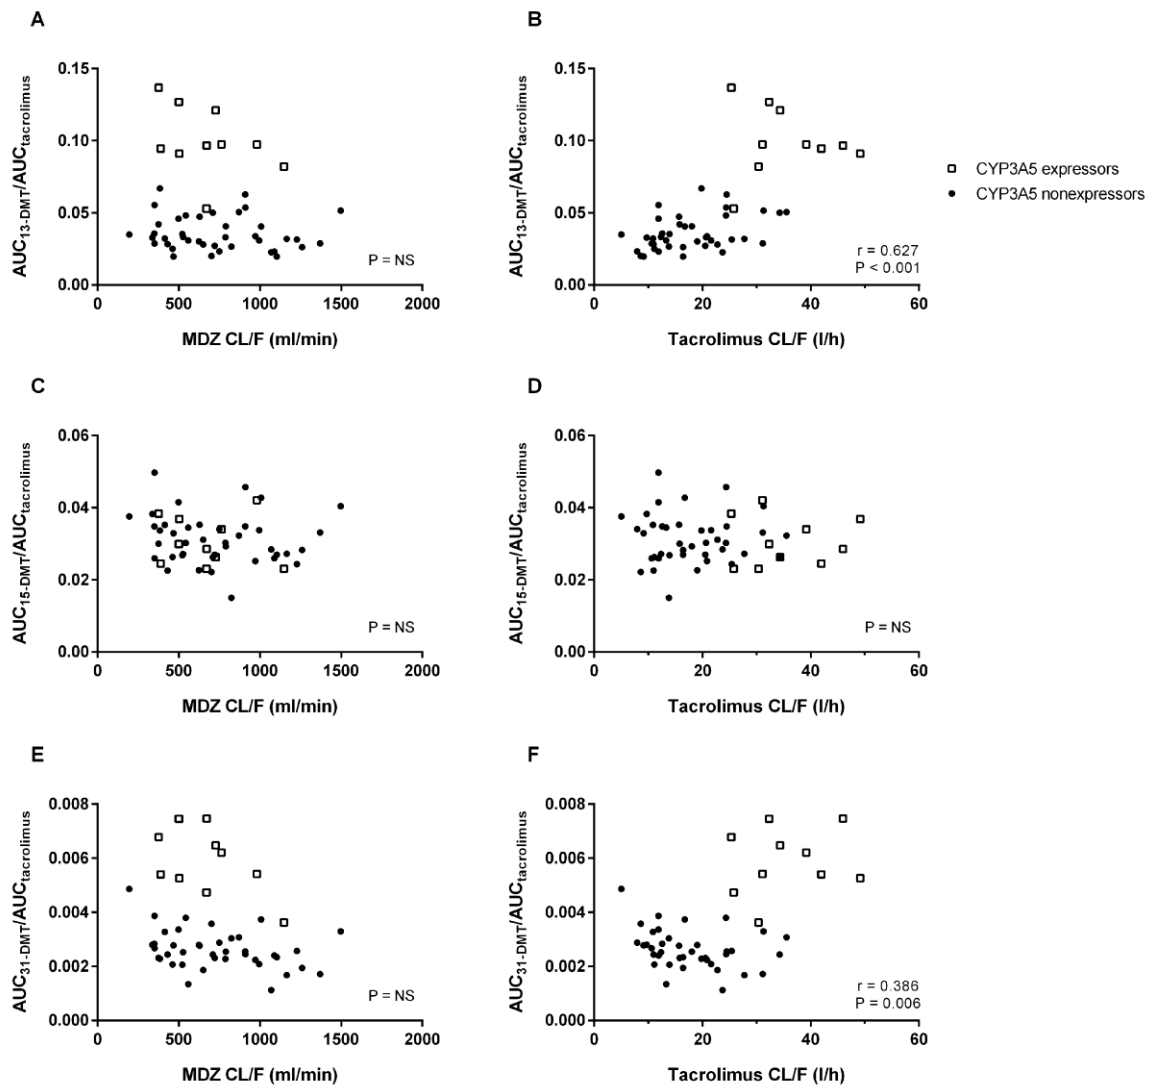 A
AUC13-DMT/AUCtacrolimus
0.15
0.10
0.05
0.00
0
500
1000
1500
2000
P = NS
MDZ CL/F (ml/min)
B
AUC13-DMT/AUCtacrolimus
0.15
0.10
0.05
0.00
0
20
40
60
r = 0.627
P < 0.001
Tacrolimus CL/F (l/h)
CYP3A5 expressors
CYP3A5 nonexpressors
C
AUC15-DMT/AUCtacrolimus
0.06
0.04
0.02
0.00
0
500
1000
1500
2000
P = NS
MDZ CL/F (ml/min)
D
AUC15-DMT/AUCtacrolimus
0.06
0.04
0.02
0.00
0
20
40
60
P = NS
Tacrolimus CL/F (l/h)
E
AUC31-DMT/AUCtacrolimus
0.008
0.006
0.004
0.002
0.000
0
500
1000
1500
2000
P = NS
MDZ CL/F (ml/min)
F
AUC31-DMT/AUCtacrolimus
0.008
0.006
0.004
0.002
0.000
0
20
40
60
r = 0.386
P = 0.006
Tacrolimus CL/F (l/h)